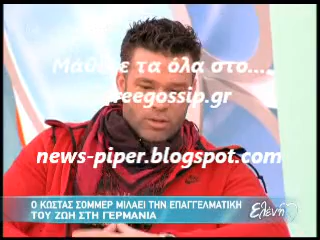 Μάθετε τα όλα στο....
freegossip.gr
news-piper.blogspot.com
Ο ΚΩΣΤΑΣ ΣΟΜΜΕΡ ΜΙΛΑΕΙ ΤΗΝ ΕΠΑΓΓΕΛΜΑΤΙΚΗ
ΤΟΥ ΖΩΗ ΣΤΗ ΓΕΡΜΑΝΙΑ
Ελένη